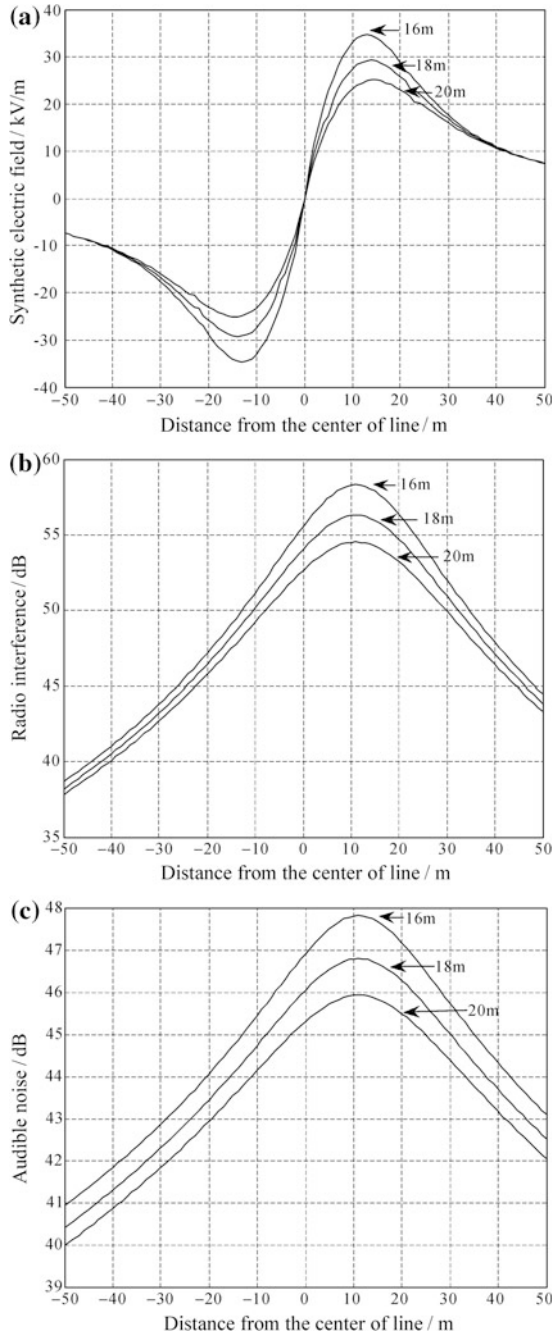 (a)
40
30
20
10
0
-10
-20
-30
-40
Synthetic electric field / kV/m
16m
18m
20m
−50 −40 −30 −20 −10 0 10 20 30 40 50
Distance from the center of line / m
(b)
60
55
50
45
40
35
Radio interference / dB
16m
18m
20m
−50 −40 −30 −20 −10 0 10 20 30 40 50
Distance from the center of line / m
(c)
48
47
46
45
44
43
42
41
40
39
Audible noise / dB
16m
18m
20m
−50 −40 −30 −20 −10 0 10 20 30 40 50
Distance from the center of line / m